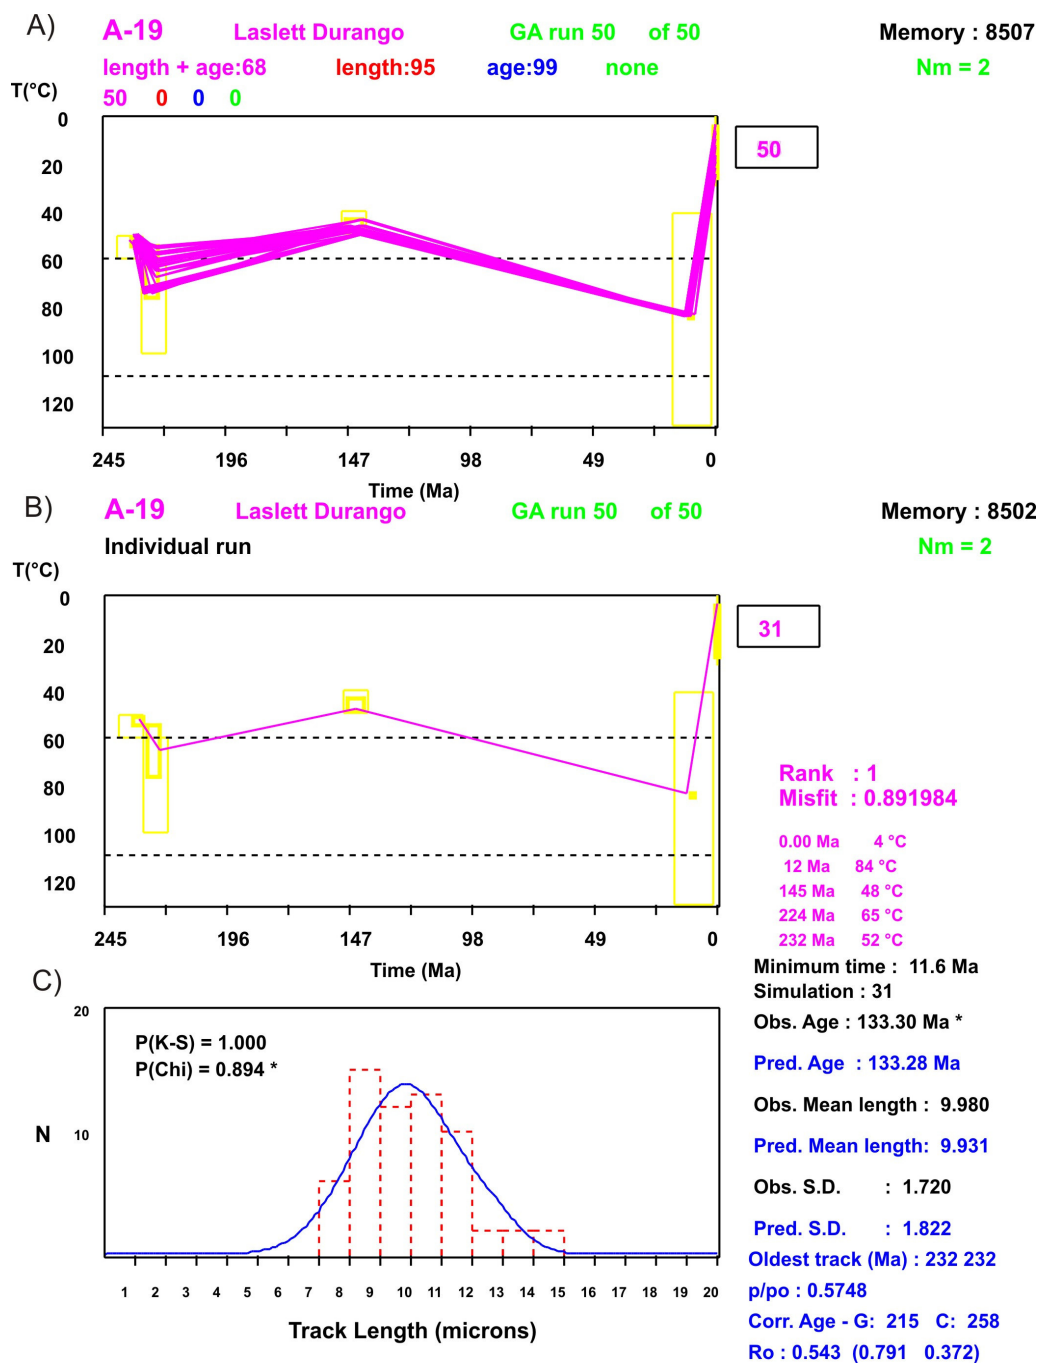 A)
A-19 Laslett Durango GA run 50 of 50 Memory : 8507
length + age:68 length:95 age:99 none Nm = 2
T(°C) 50 0 0 0
0
20
40
60
80
100
120
50
245 196 147 98 49 0
Time (Ma)
B)
A-19 Laslett Durango GA run 50 of 50 Memory : 8502
Individual run Nm = 2
T(°C)
0
20
40
60
80
100
120
31
245 196 147 98 49 0
Time (Ma)
Rank : 1
Misfit : 0.891984
0.00 Ma 4 °C
12 Ma 84 °C
145 Ma 48 °C
224 Ma 65 °C
232 Ma 52 °C
Minimum time : 11.6 Ma
Simulation : 31
Obs. Age : 133.30 Ma *
Pred. Age : 133.28 Ma
Obs. Mean length : 9.980
Pred. Mean length: 9.931
Obs. S.D. : 1.720
Pred. S.D. : 1.822
Oldest track (Ma) : 232 232
p/po : 0.5748
Corr. Age - G: 215 C: 258
Ro : 0.543 (0.791 0.372)
C)
20
P(K-S) = 1.000
P(Chi) = 0.894 *
N 10
1 2 3 4 5 6 7 8 9 10 11 12 13 14 15 16 17 18 19 20
Track Length (microns)